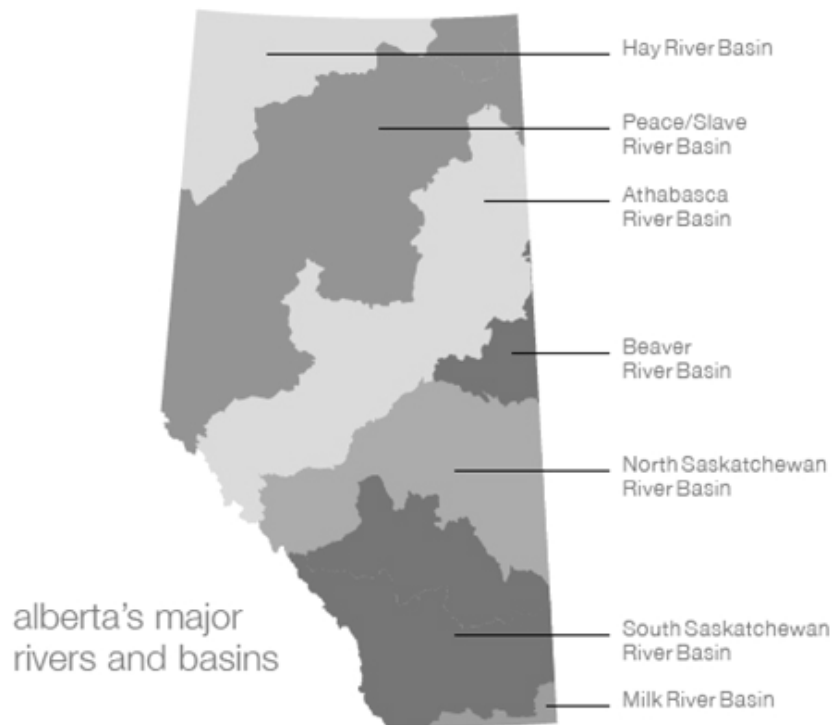 Hay River Basin
Peace/Slave
River Basin
Athabasca
River Basin
Beaver
River Basin
North Saskatchewan
River Basin
alberta's major
rivers and basins
South Saskatchewan
River Basin
Milk River Basin